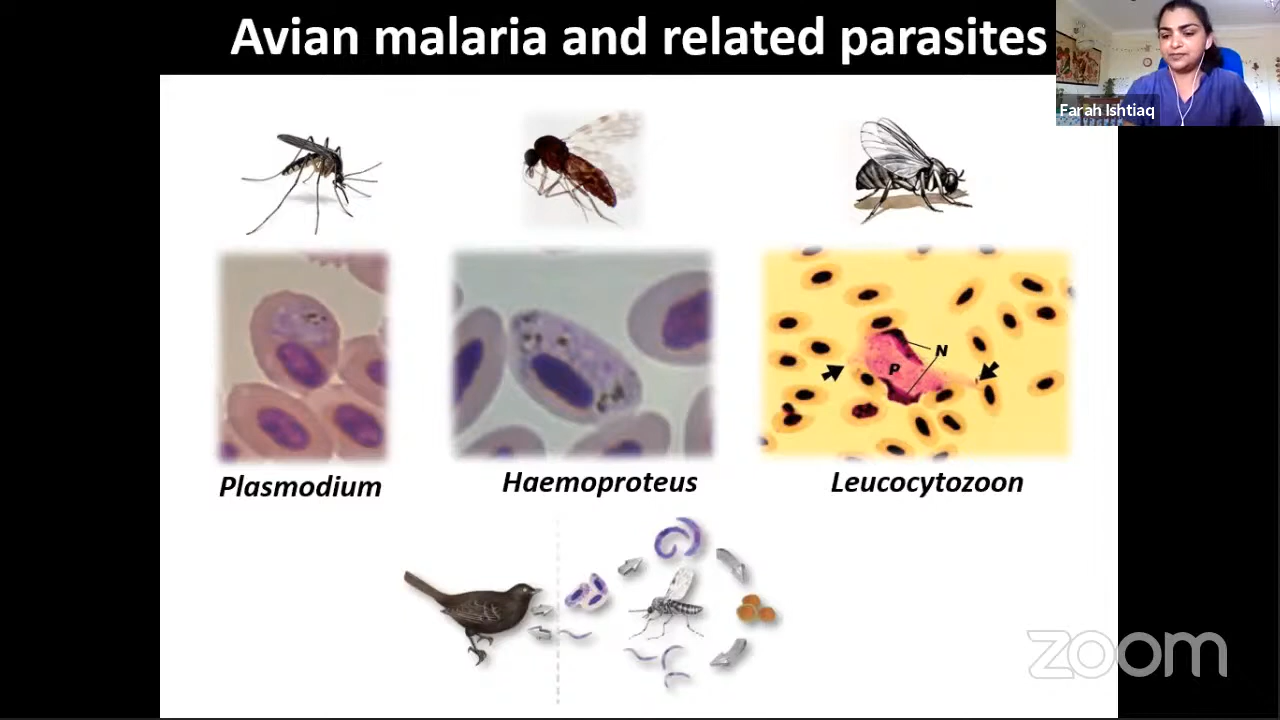 Avian malaria and related parasites
Farah Ishtiaq
N
P
Plasmodium
Haemoproteus
Leucocytozoon
zoom